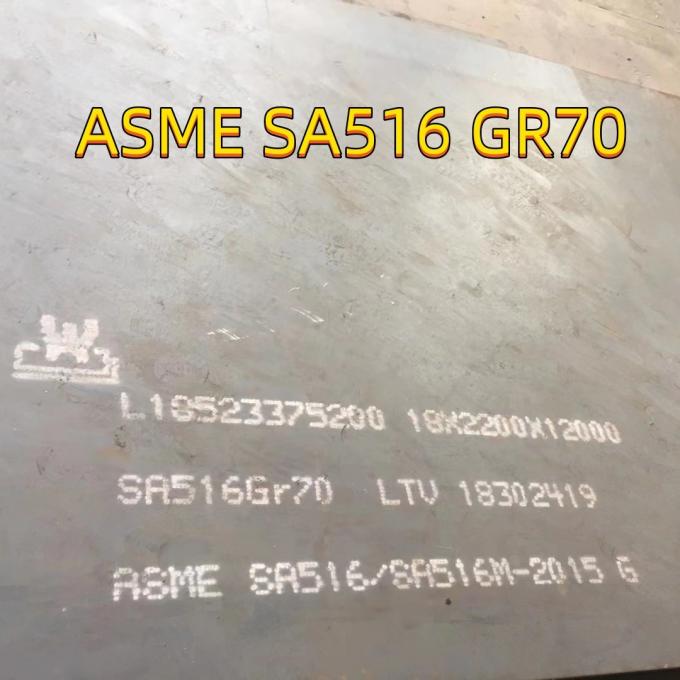 ASME SA516 GR70
L18523375200 18X2200X12000
SA516Gr70 LTV 18302419
ASME SA516/SA516M-2015 G